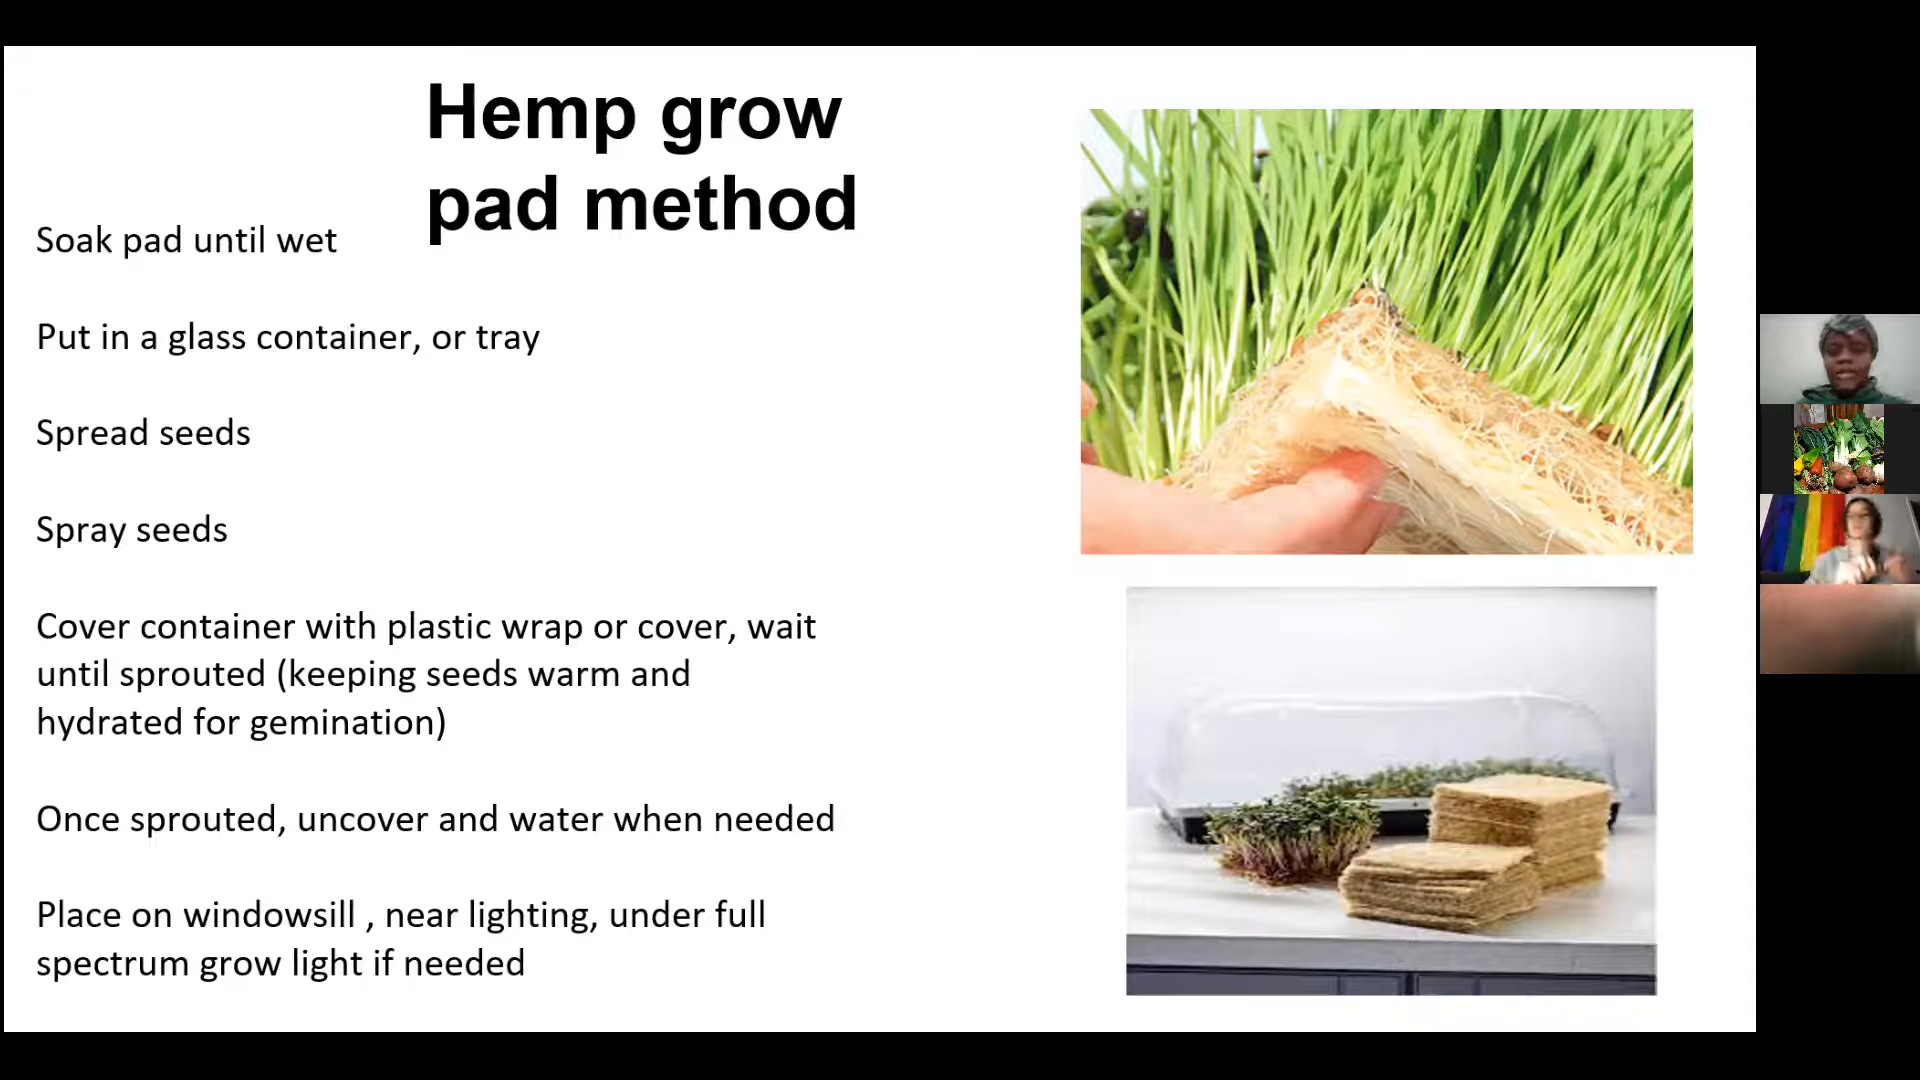 Hemp grow
pad method
Soak pad until wet
Put in a glass container, or tray
Spread seeds
Spray seeds
Cover container with plastic wrap or cover, wait
until sprouted (keeping seeds warm and
hydrated for gemination)
Once sprouted, uncover and water when needed
Place on windowsill , near lighting, under full
spectrum grow light if needed